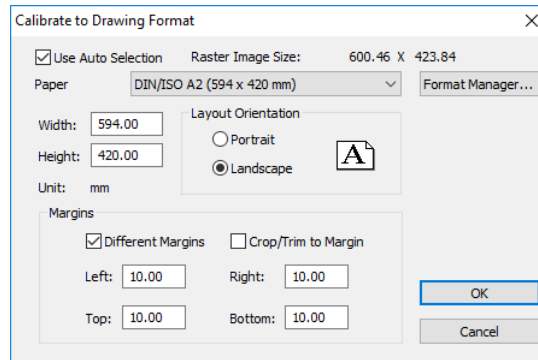 Calibrate to Drawing Format
Use Auto Selection Raster Image Size: 600.46 X 423.84
Paper DIN/ISO A2 (594 x 420 mm) Format Manager...
Layout Orientation
Width: 594.00
Portrait
A
Height: 420.00
Landscape
Unit: mm
Margins
Different Margins Crop/Trim to Margin
Left: 10.00 Right: 10.00
OK
Top: 10.00 Bottom: 10.00
Cancel